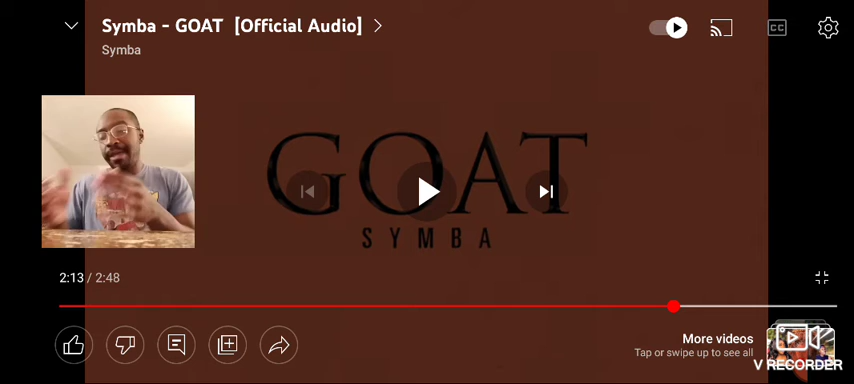 Symba - GOAT [Official Audio]
Symba
CC
GOAT
SYMBA
2:13 / 2:48
More videos
Tap or swipe up to see all
V RECORDER